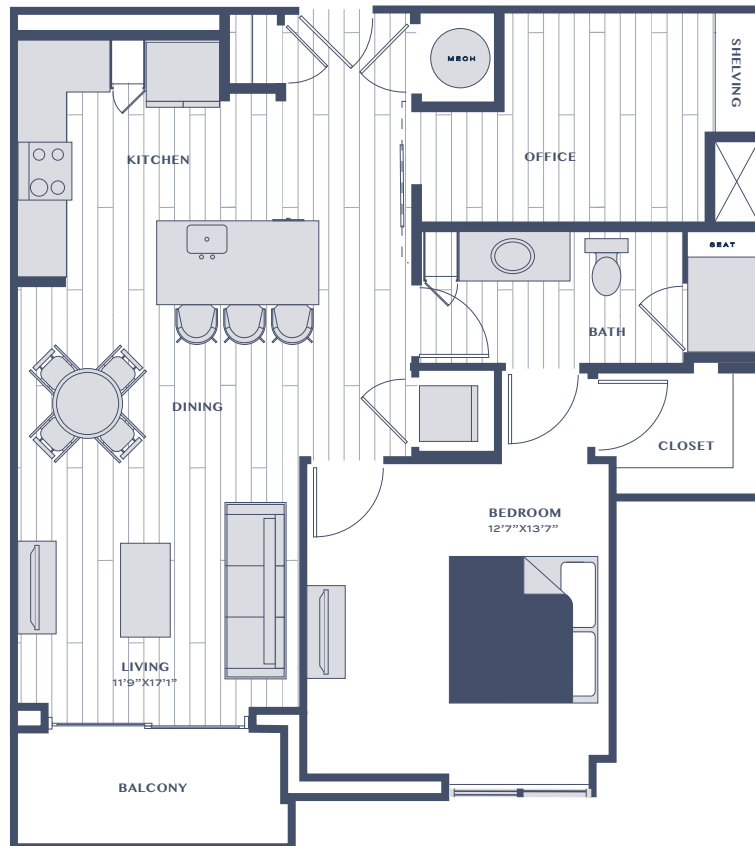 MECH
SHELVING
KITCHEN
OFFICE
SEAT
BATH
DINING
CLOSET
BEDROOM
12'7"X13'7"
LIVING
11'9"X17'1"
BALCONY